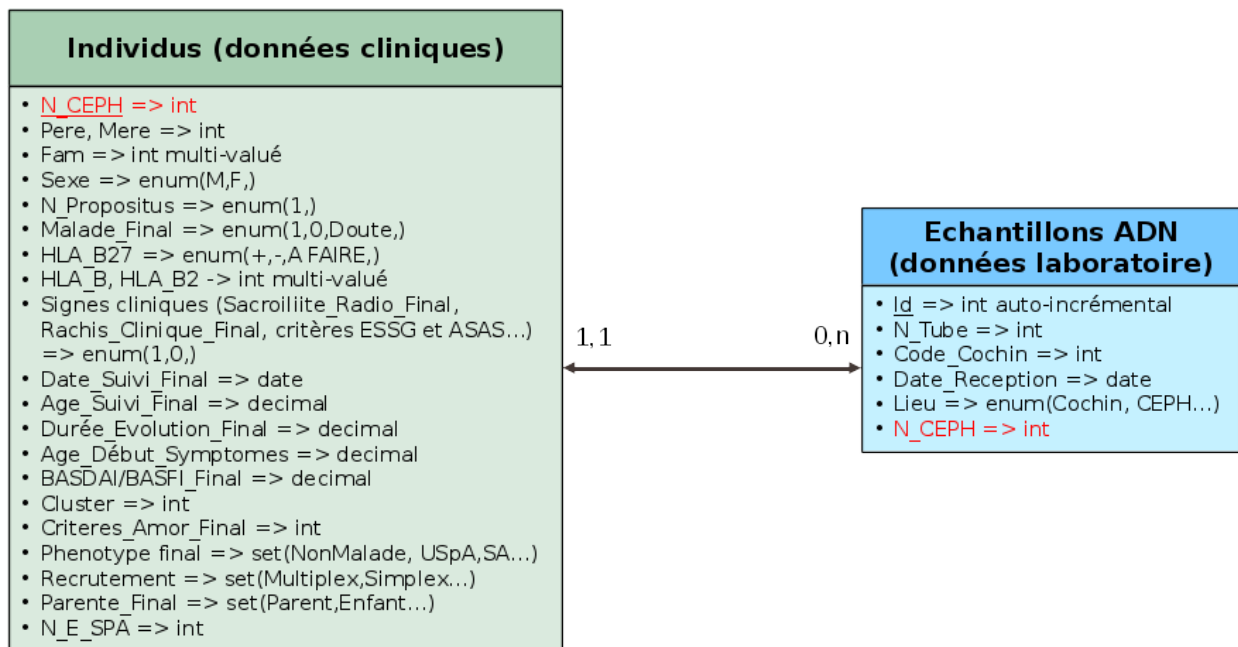 Individus (données cliniques)
• N_CEPH => int
• Pere, Mere => int
• Fam => int multi-valué
• Sexe => enum(M,F,)
• N_Propositus => enum(1,)
• Malade_Final => enum(1,0,Doute,)
• HLA_B27 => enum(+,-,A FAIRE,)
• HLA_B, HLA_B2 -> int multi-valué
• Signes cliniques (Sacroiliite_Radio_Final,
Rachis_Clinique_Final, critères ESSG et ASAS...)
=> enum(1,0,)
• Date_Suivi_Final => date
• Age_Suivi_Final => decimal
• Durée_Evolution_Final => decimal
• Age_Début_Symptomes => decimal
• BASDAI/BASFI_Final => decimal
• Cluster => int
• Criteres_Amor_Final => int
• Phenotype final => set(NonMalade, USpA,SA...)
• Recrutement => set(Multiplex,Simplex...)
• Parente_Final => set(Parent,Enfant...)
• N_E_SPA => int
1,1
0,n
Echantillons ADN
(données laboratoire)
• Id => int auto-incrémental
• N_Tube => int
• Code_Cochin => int
• Date_Reception => date
• Lieu => enum(Cochin, CEPH...)
• N_CEPH => int